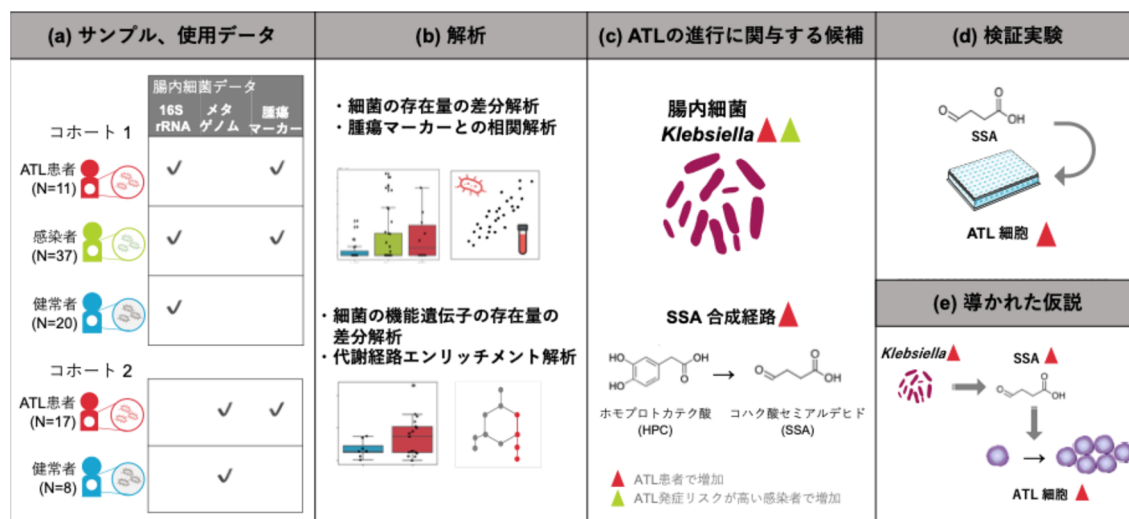 (a) サンプル、使用データ
腸内細菌データ
16S rRNA
メタゲノム
腫瘍マーカー
コホート 1
ATL患者
(N=11)
感染者
(N=37)
健常者
(N=20)
コホート 2
ATL患者
(N=17)
健常者
(N=8)
(b) 解析
・細菌の存在量の差分解析
・腫瘍マーカーとの相関解析
・細菌の機能遺伝子の存在量の
差分解析
・代謝経路エンリッチメント解析
(c) ATLの進行に関与する候補
腸内細菌
Klebsiella
SSA 合成経路
HO
HO
O
OH
O
O
OH
ホモプロトカテク酸
(HPC)
コハク酸セミアルデヒド
(SSA)
ATL患者で増加
ATL発症リスクが高い感染者で増加
(d) 検証実験
O
O
OH
SSA
ATL 細胞
(e) 導かれた仮説
Klebsiella
SSA
O
O
OH
ATL 細胞